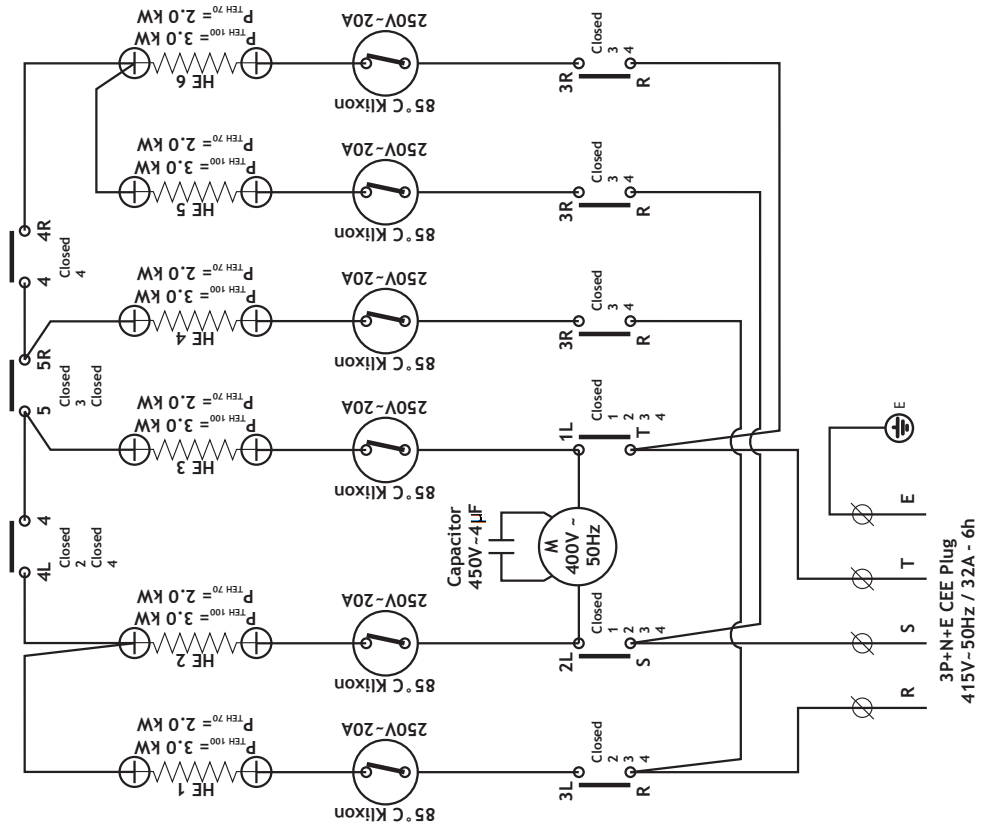 P TEH 70 = 2.0 kW
P TEH 100 = 3.0 kW
HE 1
P TEH 70 = 2.0 kW
P TEH 100 = 3.0 kW
HE 2
P TEH 70 = 2.0 kW
P TEH 100 = 3.0 kW
HE 3
P TEH 70 = 2.0 kW
P TEH 100 = 3.0 kW
HE 4
P TEH 70 = 2.0 kW
P TEH 100 = 3.0 kW
HE 5
P TEH 70 = 2.0 kW
P TEH 100 = 3.0 kW
HE 6
4L
4
Closed
2
Closed
4
5
5R
Closed
3
Closed
4
4R
Closed
4
250V~20A
85°C Klixon
250V~20A
85°C Klixon
250V~20A
85°C Klixon
250V~20A
85°C Klixon
250V~20A
85°C Klixon
250V~20A
85°C Klixon
Capacitor
450V~4µF
M
400V ~
50Hz
3L
R
Closed
2
3
4
2L
S
Closed
1
2
3
4
1L
T
Closed
1
2
3
4
3R
R
Closed
3
4
3R
R
Closed
3
4
3R
R
Closed
3
4
E
R
S
T
E
3P+N+E CEE Plug
415V~50Hz / 32A - 6h